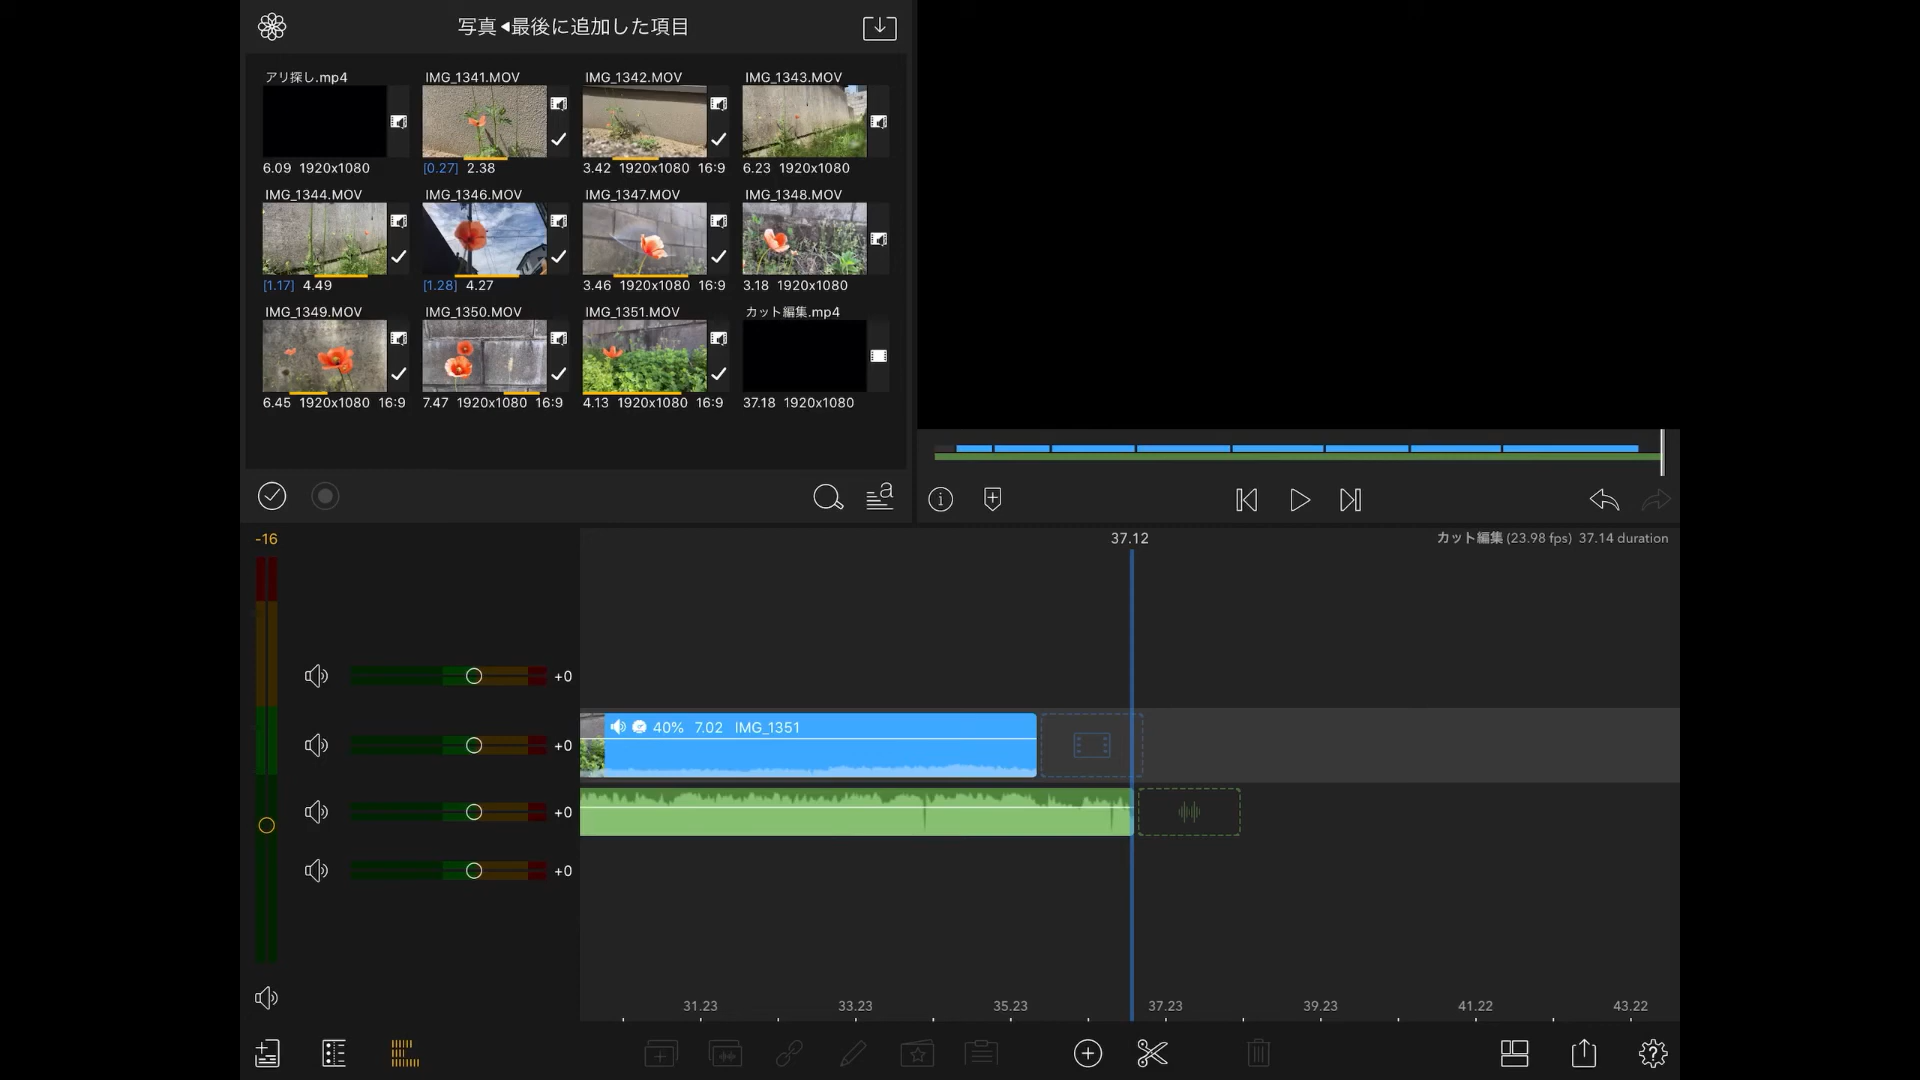 写真◂最後に追加した項目
アリ探し.mp4
IMG_1341.MOV
IMG_1342.MOV
IMG_1343.MOV
6.09 1920x1080
[0.27] 2.38
3.42 1920x1080 16:9
6.23 1920x1080
IMG_1344.MOV
IMG_1346.MOV
IMG_1347.MOV
IMG_1348.MOV
[1.17] 4.49
[1.28] 4.27
3.46 1920x1080 16:9
3.18 1920x1080
IMG_1349.MOV
IMG_1350.MOV
IMG_1351.MOV
カット編集.mp4
6.45 1920x1080 16:9
7.47 1920x1080 16:9
4.13 1920x1080 16:9
37.18 1920x1080
a
-16
37.12
カット編集 (23.98 fps) 37.14 duration
+0
40% 7.02 IMG_1351
+0
+0
+0
31.23
33.23
35.23
37.23
39.23
41.22
43.22